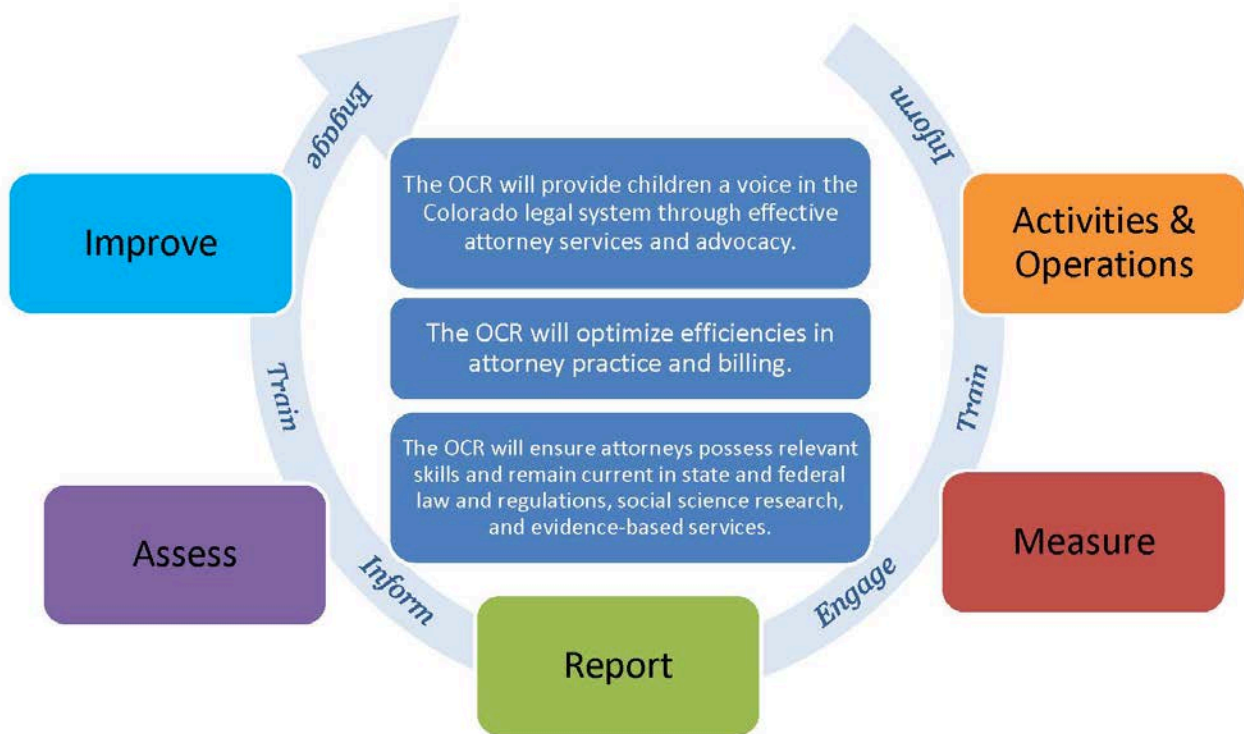 Engage
Inform
The OCR will provide children a voice in the
Colorado legal system through effective
attorney services and advocacy.
Improve
Activities &
Operations
The OCR will optimize efficiencies in
attorney practice and billing.
Train
Train
The OCR will ensure attorneys possess relevant
skills and remain current in state and federal
law and regulations, social science research,
and evidence-based services.
Assess
Measure
Inform
Engage
Report